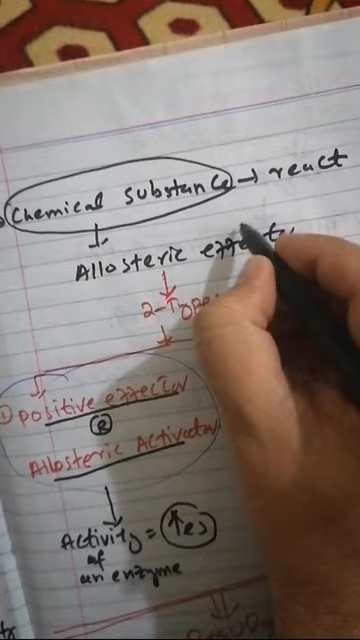 Chemical substance → react
Allosteric effect
2-Type
① Positive effector
(or)
Allosteric Activator
Activity = ↑es
of
an enzyme